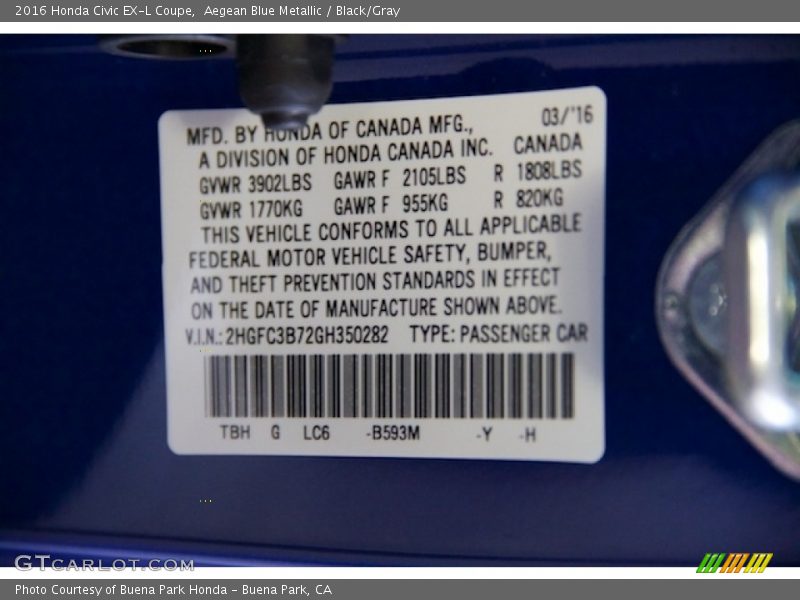 2016 Honda Civic EX-L Coupe, Aegean Blue Metallic / Black/Gray
03/'16
MFD. BY HONDA OF CANADA MFG.,
A DIVISION OF HONDA CANADA INC. CANADA
GVWR 3902LBS GAWR F 2105LBS R 1808LBS
GVWR 1770KG GAWR F 955KG R 820KG
THIS VEHICLE CONFORMS TO ALL APPLICABLE
FEDERAL MOTOR VEHICLE SAFETY, BUMPER,
AND THEFT PREVENTION STANDARDS IN EFFECT
ON THE DATE OF MANUFACTURE SHOWN ABOVE.
V.I.N.: 2HGFC3B72GH350282 TYPE: PASSENGER CAR
TBH G LC6 -B593M -Y -H
GTCARLOT.COM
Photo Courtesy of Buena Park Honda - Buena Park, CA